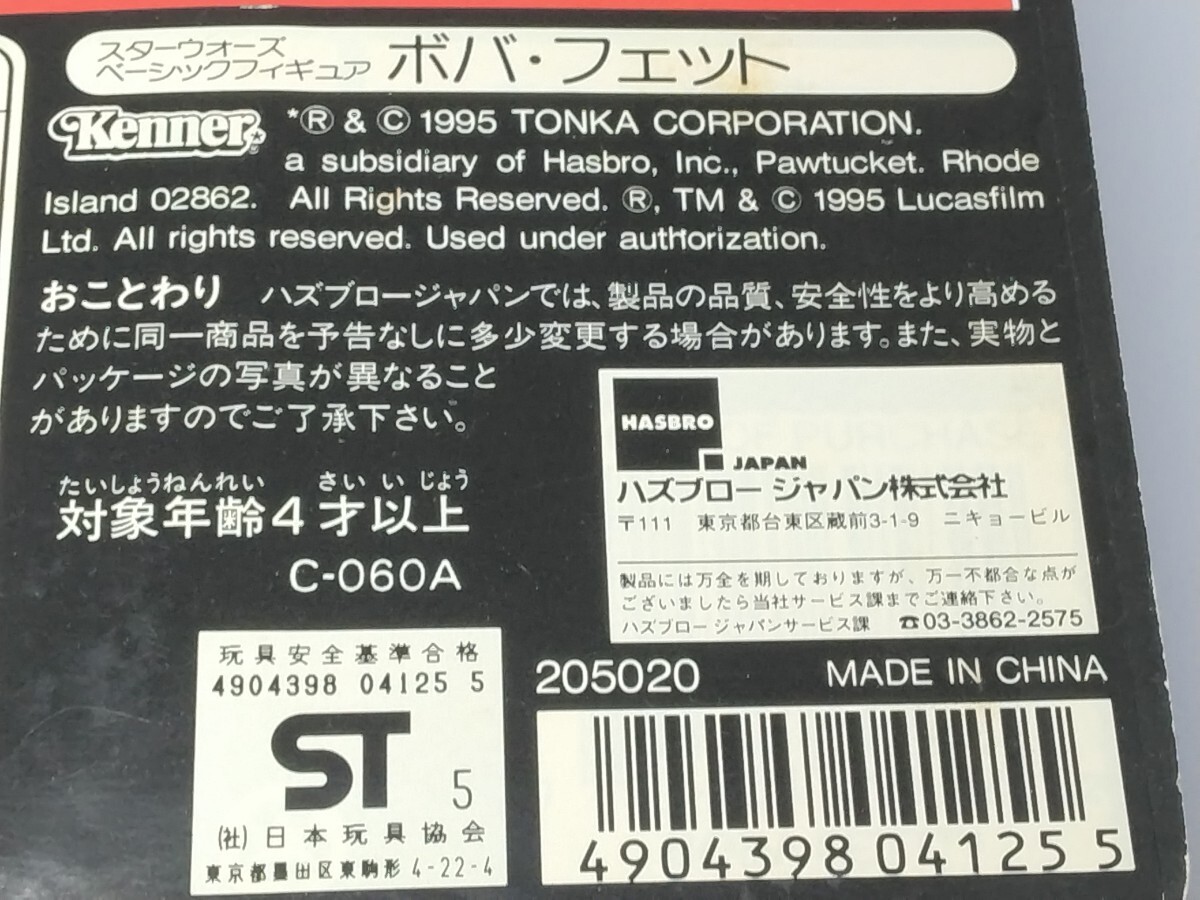 スターウォーズ
ベーシックフィギュア ボバ・フェット
Kenner *® & © 1995 TONKA CORPORATION.
a subsidiary of Hasbro, Inc., Pawtucket. Rhode
Island 02862. All Rights Reserved. ®, TM & © 1995 Lucasfilm
Ltd. All rights reserved. Used under authorization.
おことわり ハズブロージャパンでは、製品の品質、安全性をより高める
ために同一商品を予告なしに多少変更する場合があります。また、実物と
パッケージの写真が異なること
がありますのでご了承下さい。
たいしょうねんれい さい いじょう
対象年齢4才以上
C-060A
HASBRO
JAPAN
ハズブロー ジャパン株式会社
〒111 東京都台東区蔵前3-1-9 ニキョービル
製品には万全を期しておりますが、万一不都合な点が
ございましたら当社サービス課までご連絡下さい。
ハズブロー ジャパンサービス課 ☎03-3862-2575
玩具安全基準合格
4904398 04125 5
ST 5
(社)日本玩具協会
東京都墨田区東駒形 4-22-4
205020 MADE IN CHINA
4904398 04125 5